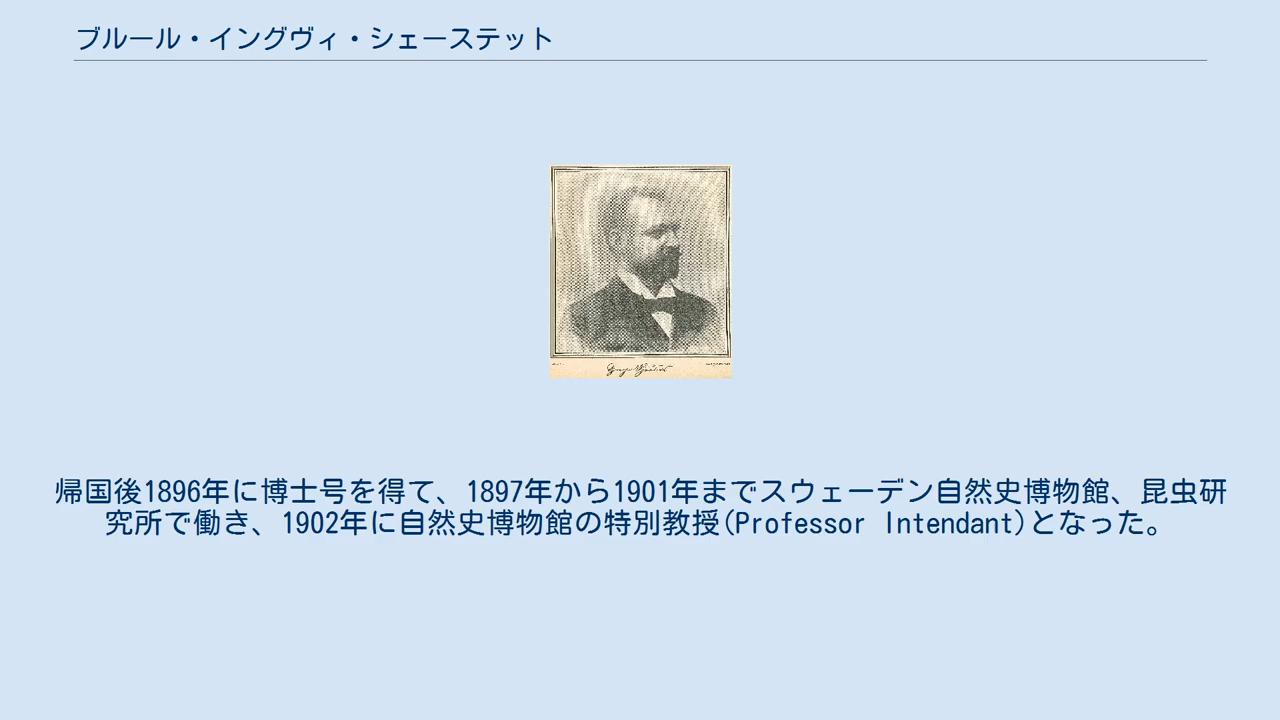 ブルール・イングヴィ・シェーステット
帰国後1896年に博士号を得て、1897年から1901年までスウェーデン自然史博物館、昆虫研
究所で働き、1902年に自然史博物館の特別教授(Professor Intendant)となった。